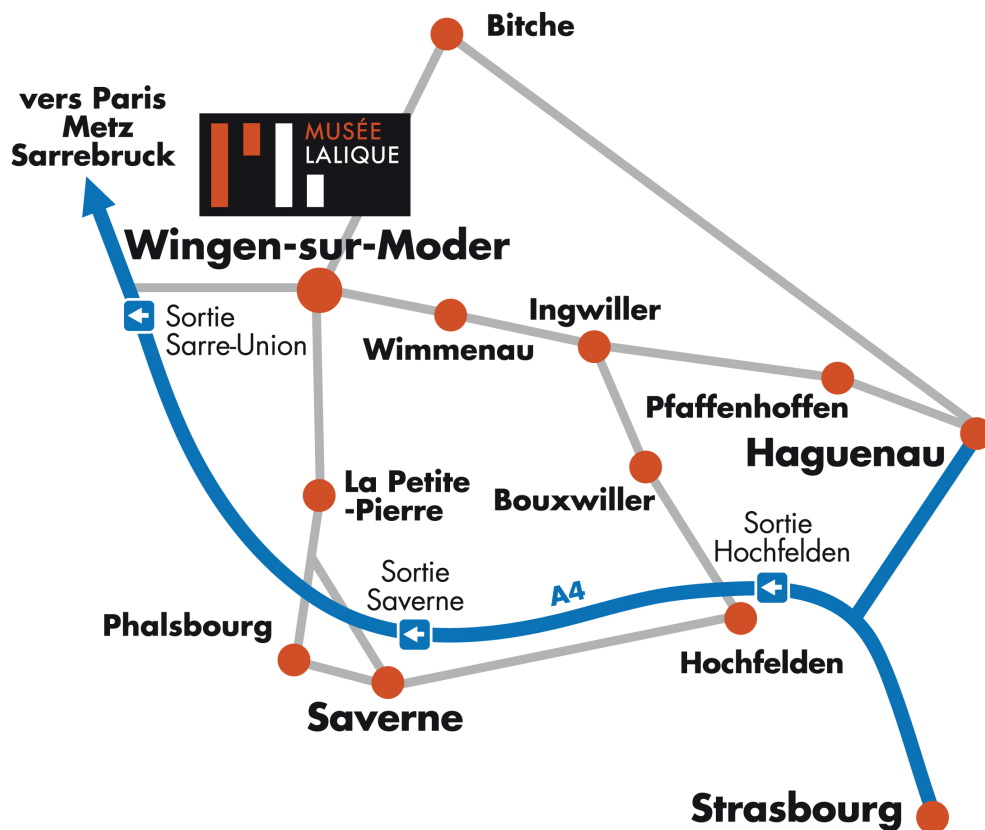 Bitche
vers Paris
Metz
Sarrebruck
MUSÉE
LALIQUE
Wingen-sur-Moder
Sortie
Sarre-Union
Ingwiller
Wimmenau
Pfaffenhoffen
Haguenau
La Petite
-Pierre
Bouxwiller
Sortie
Hochfelden
Sortie
Saverne
A4
Phalsbourg
Hochfelden
Saverne
Strasbourg